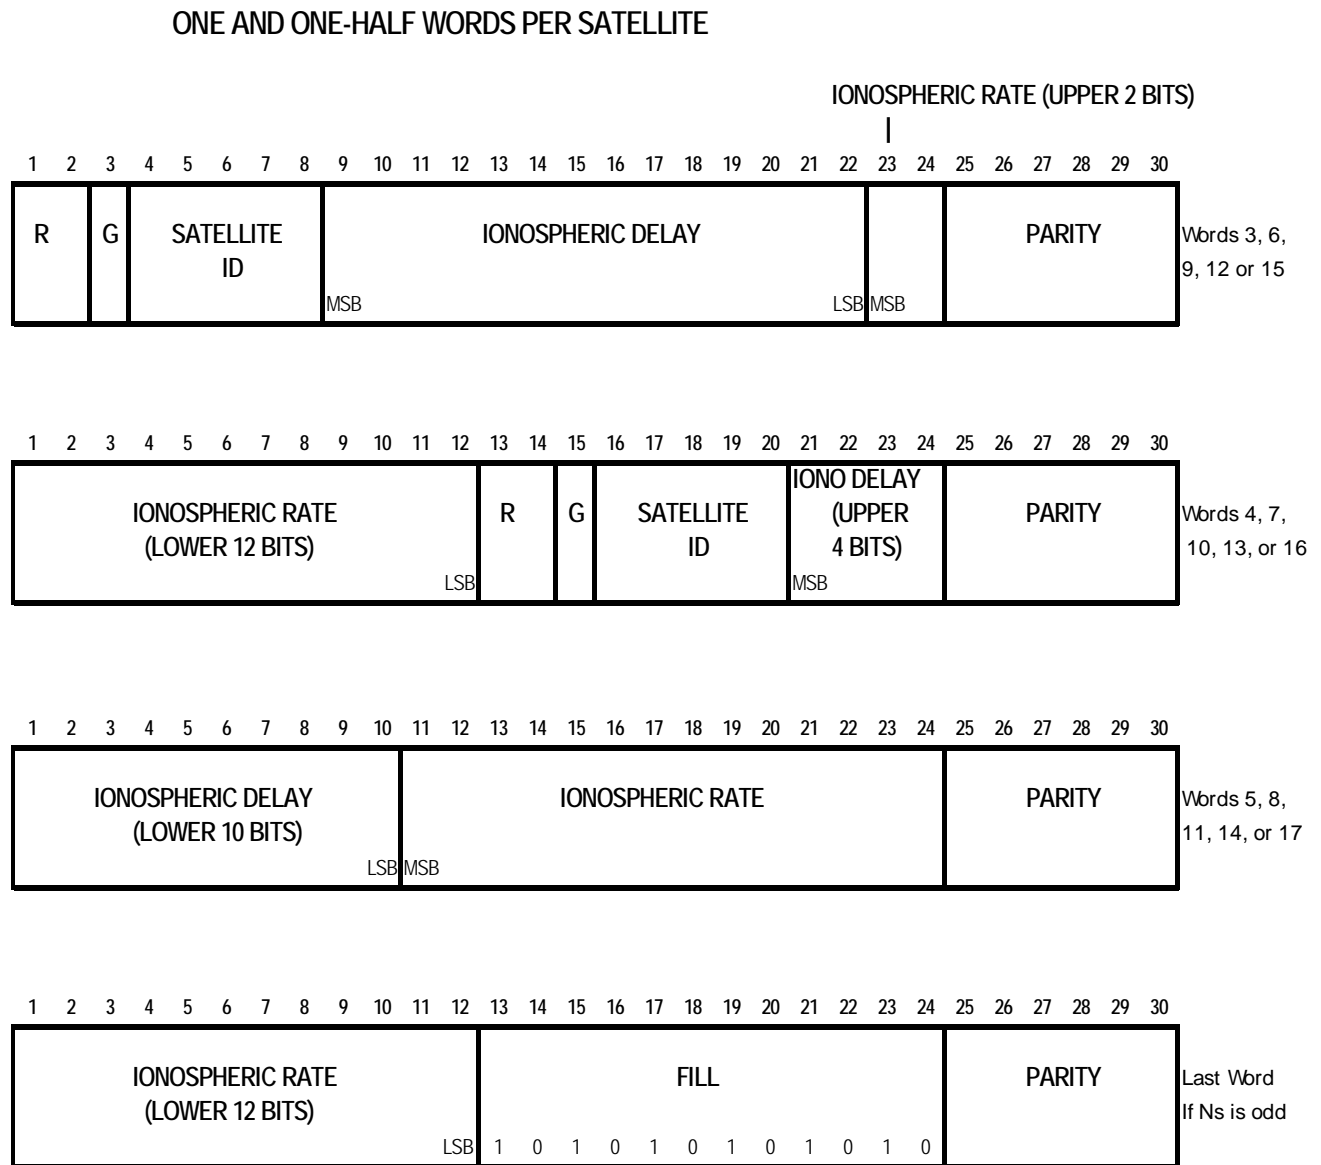 ONE AND ONE-HALF WORDS PER SATELLITE
IONOSPHERIC RATE (UPPER 2 BITS)
1 2 3 4 5 6 7 8 9 10 11 12 13 14 15 16 17 18 19 20 21 22 23 24 25 26 27 28 29 30
R G SATELLITE IONOSPHERIC DELAY PARITY Words 3, 6,
ID 9, 12 or 15
MSB LSB MSB
1 2 3 4 5 6 7 8 9 10 11 12 13 14 15 16 17 18 19 20 21 22 23 24 25 26 27 28 29 30
IONO DELAY
IONOSPHERIC RATE R G SATELLITE (UPPER PARITY Words 4, 7,
(LOWER 12 BITS) ID 4 BITS) 10, 13, or 16
LSB MSB
1 2 3 4 5 6 7 8 9 10 11 12 13 14 15 16 17 18 19 20 21 22 23 24 25 26 27 28 29 30
IONOSPHERIC DELAY IONOSPHERIC RATE PARITY Words 5, 8,
(LOWER 10 BITS) 11, 14, or 17
LSB MSB
1 2 3 4 5 6 7 8 9 10 11 12 13 14 15 16 17 18 19 20 21 22 23 24 25 26 27 28 29 30
IONOSPHERIC RATE FILL PARITY Last Word
(LOWER 12 BITS) If Ns is odd
LSB 1 0 1 0 1 0 1 0 1 0 1 0